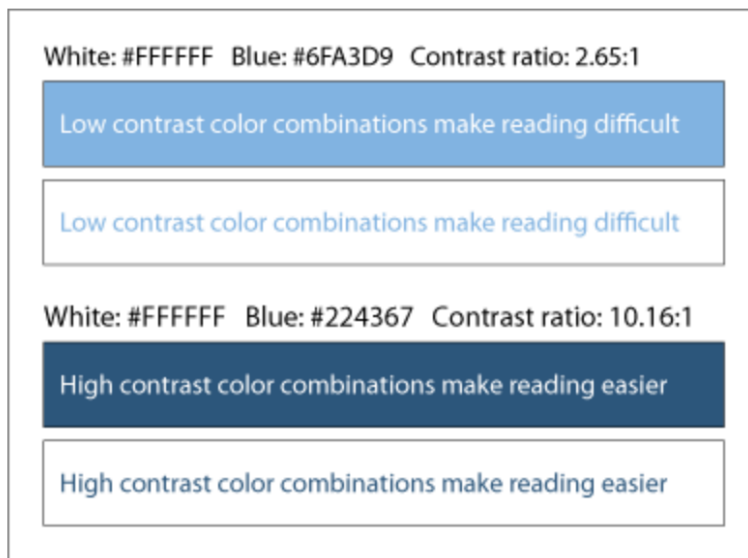 White: #FFFFFF   Blue: #6FA3D9   Contrast ratio: 2.65:1
Low contrast color combinations make reading difficult
Low contrast color combinations make reading difficult
White: #FFFFFF   Blue: #224367   Contrast ratio: 10.16:1
High contrast color combinations make reading easier
High contrast color combinations make reading easier